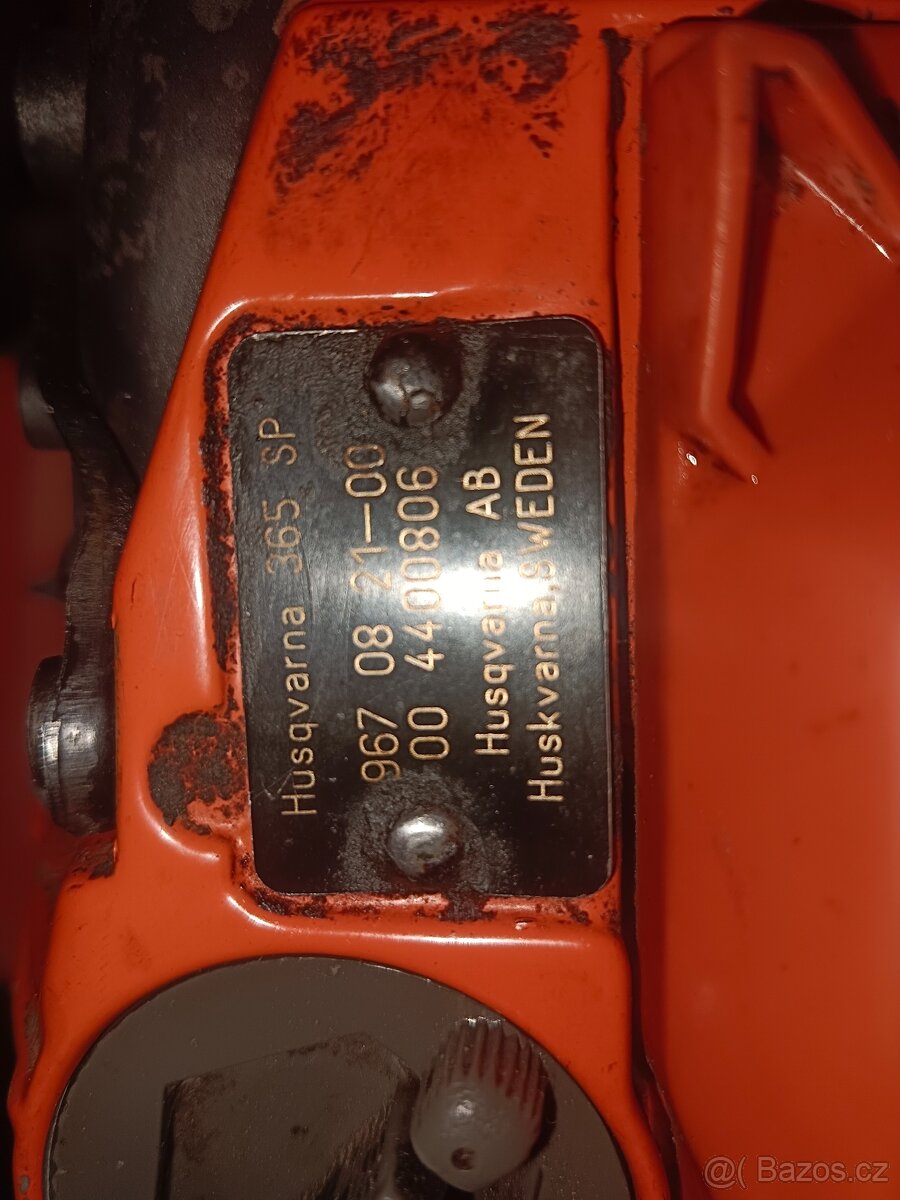 Husqvarna 365 SP
967 08 21-00
00 4400806
Husqvarna AB
Huskvarna, SWEDEN
@( Bazos.cz